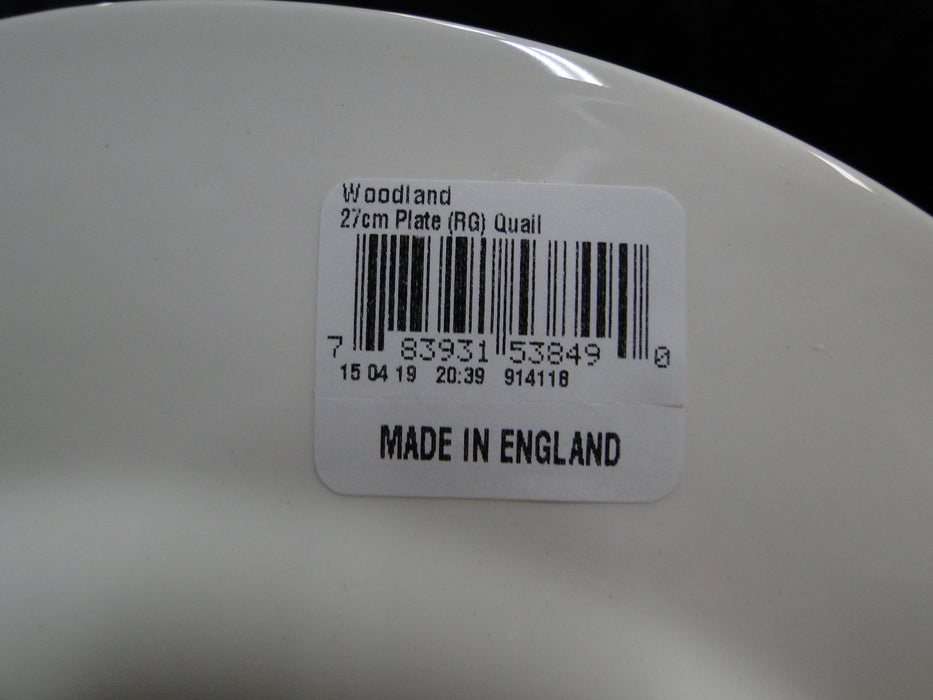 Woodland
27cm Plate (RG) Quail
7 83931 53849 0
15 04 19 20:39 914118
MADE IN ENGLAND